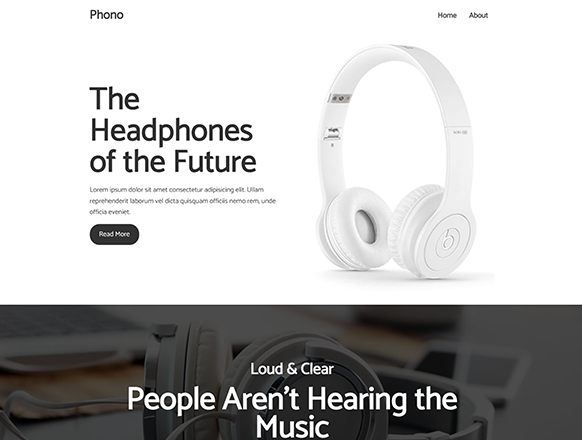 Phono
Home
About
The
Headphones
of the Future
Lorem ipsum dolor sit amet consectetur adipisicing elit. Ullam
reprehenderit laborum vel dicta quisquam officiis nemo rem, unde
officia eveniet.
Read More
Loud & Clear
People Aren't Hearing the
Music